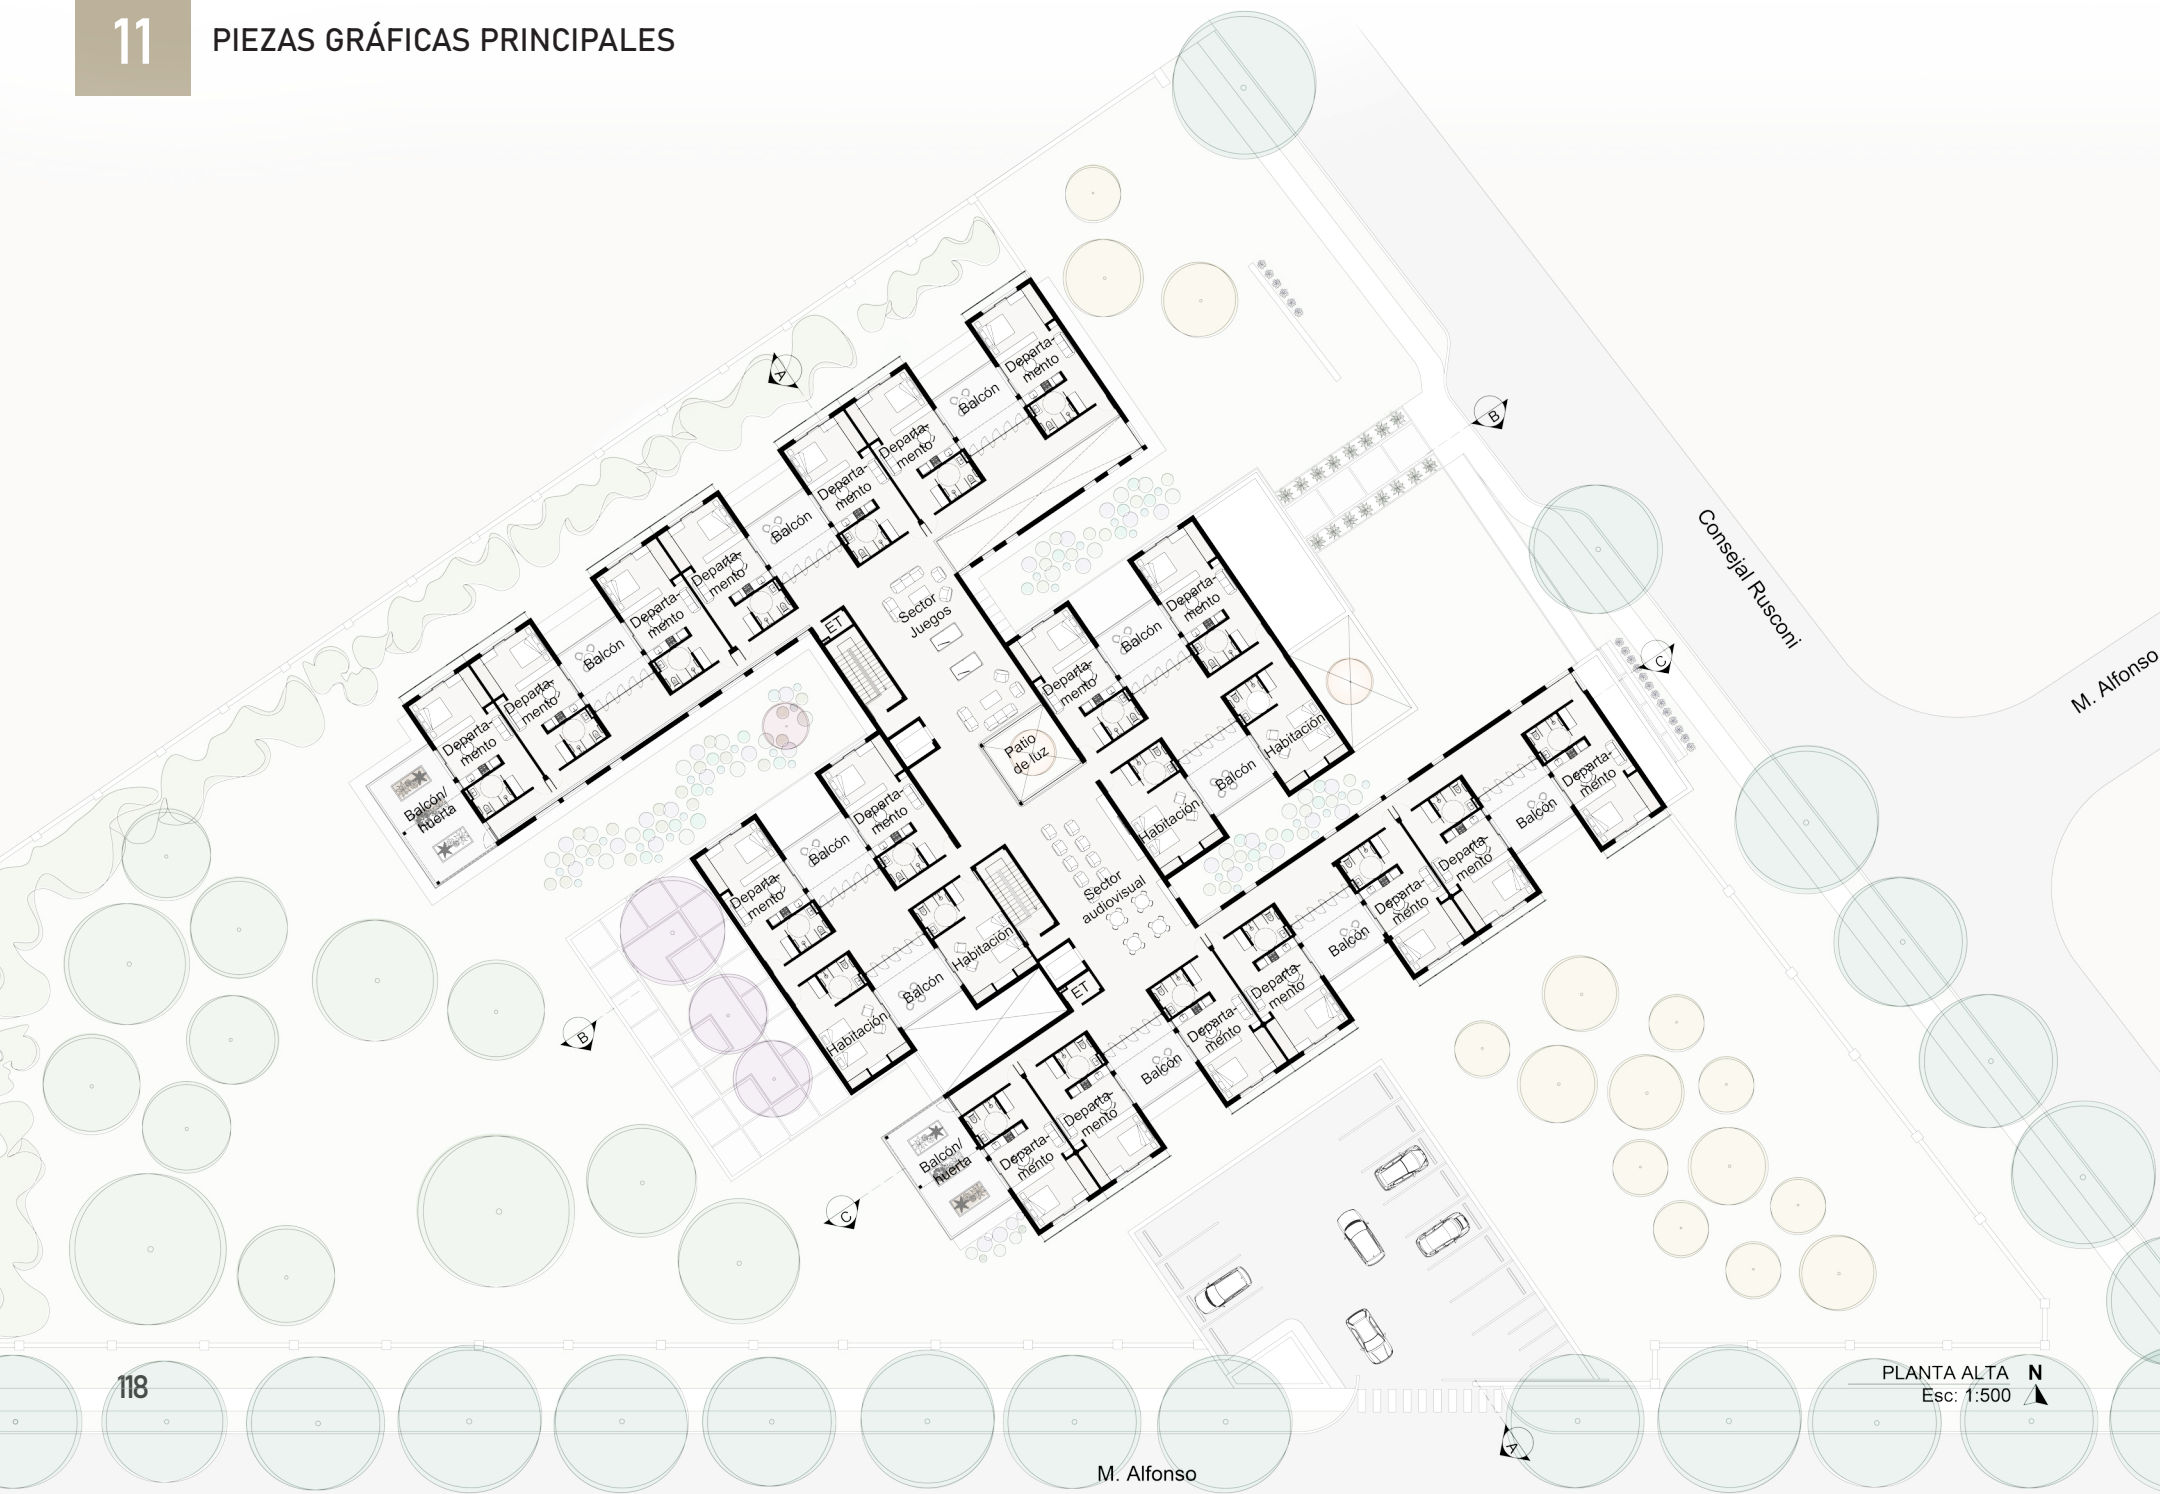 11
PIEZAS GRÁFICAS PRINCIPALES
Departa-
mento
Balcón
Departa-
mento
Departa-
mento
Balcón
Departa-
mento
Departa-
mento
Balcón
Departa-
mento
Departa-
mento
Balcón/
huerta
A
B
C
Consejal Rusconi
M. Alfonso
Sector
Juegos
ET
Patio
de luz
Departa-
mento
Balcón
Departa-
mento
Habitación
Balcón
Habitación
Departa-
mento
Balcón
Departa-
mento
Habitación
Balcón
Habitación
Sector
audiovisual
ET
Departa-
mento
Balcón
Departa-
mento
Departa-
mento
Balcón
Departa-
mento
Departa-
mento
Balcón
Departa-
mento
Departa-
mento
Balcón/
huerta
B
C
A
118
PLANTA ALTA
N
Esc: 1:500
M. Alfonso